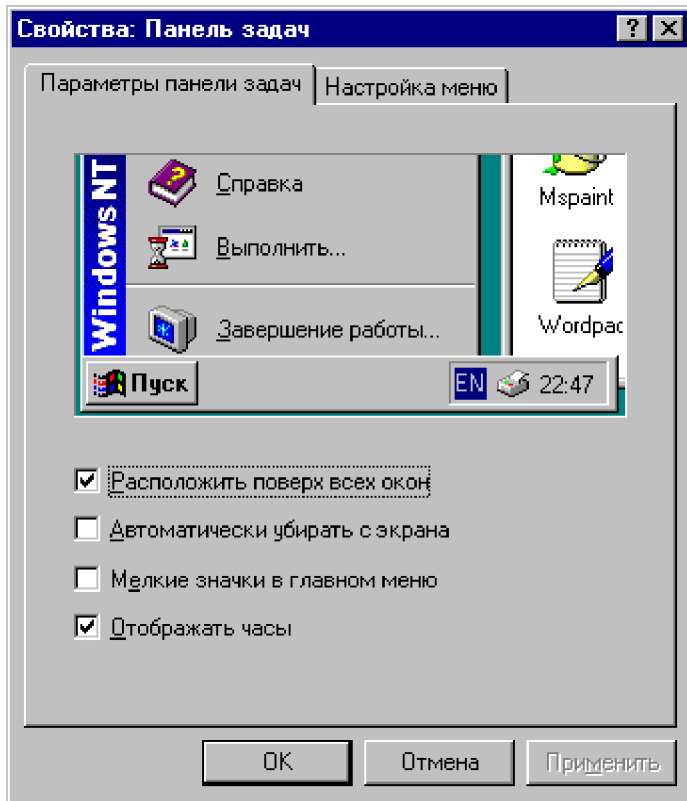 Свойства: Панель задач
Параметры панели задач
Настройка меню
Windows NT
Справка
Выполнить...
Завершение работы...
Mspaint
Wordpac
Пуск
EN
22:47
Расположить поверх всех окон
Автоматически убирать с экрана
Мелкие значки в главном меню
Отображать часы
OK
Отмена
Применить